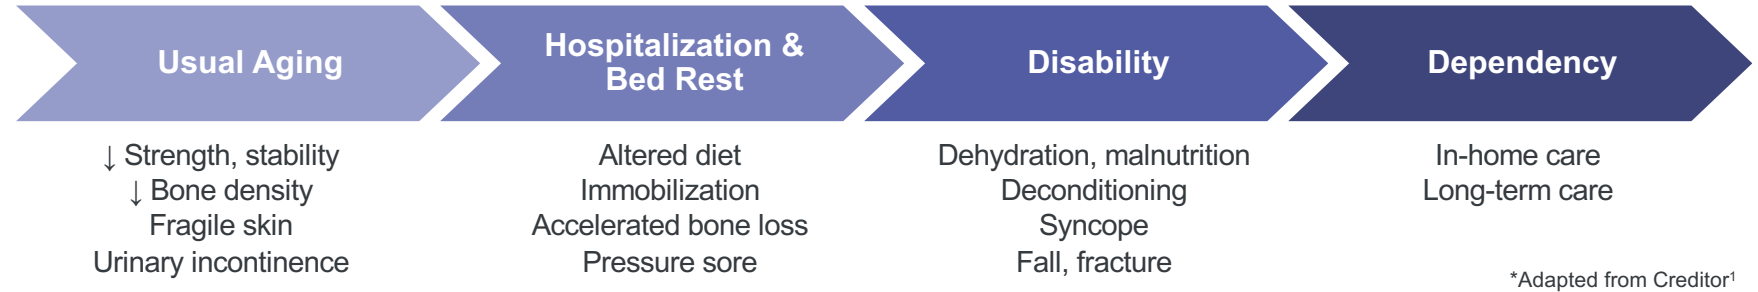 Usual Aging
↓ Strength, stability
↓ Bone density
Fragile skin
Urinary incontinence
Hospitalization &
Bed Rest
Altered diet
Immobilization
Accelerated bone loss
Pressure sore
Disability
Dehydration, malnutrition
Deconditioning
Syncope
Fall, fracture
Dependency
In-home care
Long-term care
*Adapted from Creditor¹